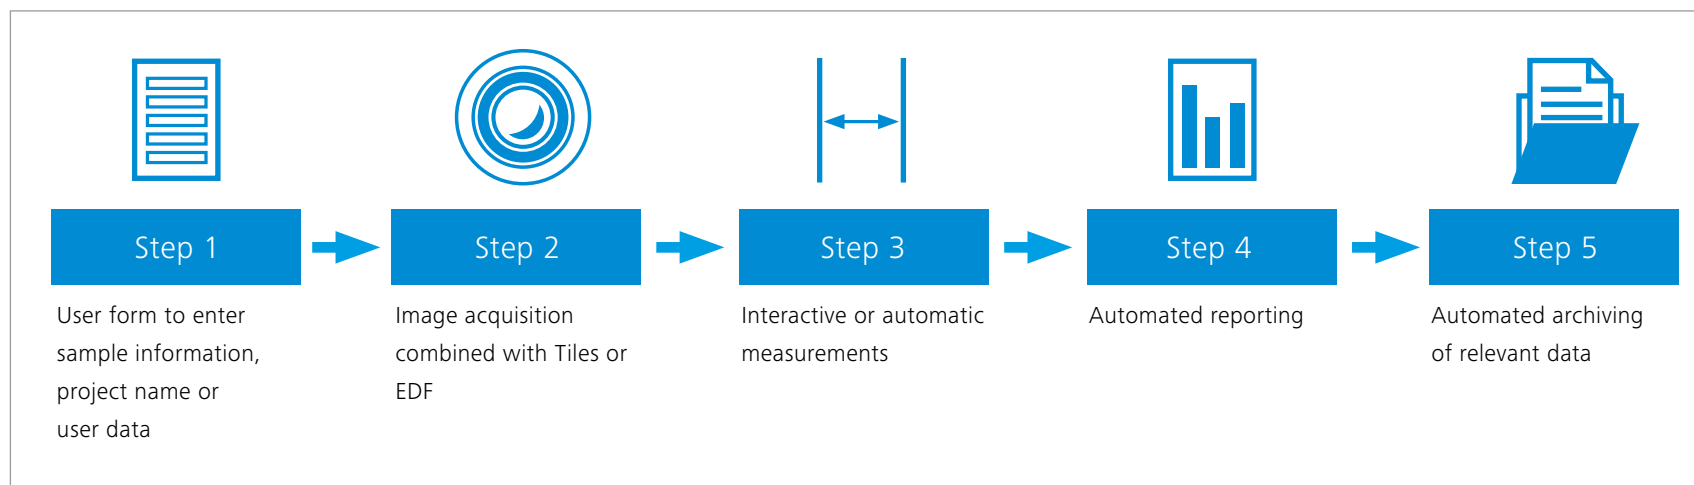 Step 1
User form to enter
sample information,
project name or
user data
Step 2
Image acquisition
combined with Tiles or
EDF
Step 3
Interactive or automatic
measurements
Step 4
Automated reporting
Step 5
Automated archiving
of relevant data